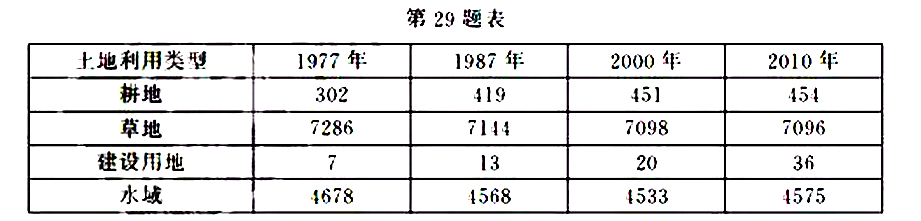 第 29 题表
土地利用类型 1977 年 1987 年 2000 年 2010 年
耕地 302 419 451 454
草地 7286 7144 7098 7096
建设用地 7 13 20 36
水域 4678 4568 4533 4575